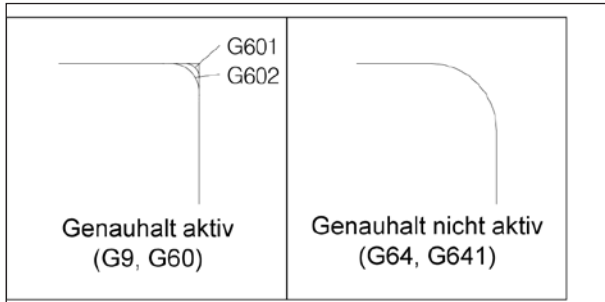 G601
G602
Genauhalt aktiv
(G9, G60)
Genauhalt nicht aktiv
(G64, G641)